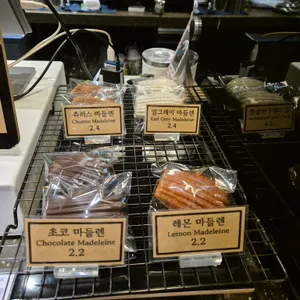 츄러스 마들렌
Churros Madeleine
2.4
얼그레이 마들렌
Earl Grey Madeleine
2.4
초코 마들렌
Chocolate Madeleine
2.2
레몬 마들렌
Lemon Madeleine
2.2